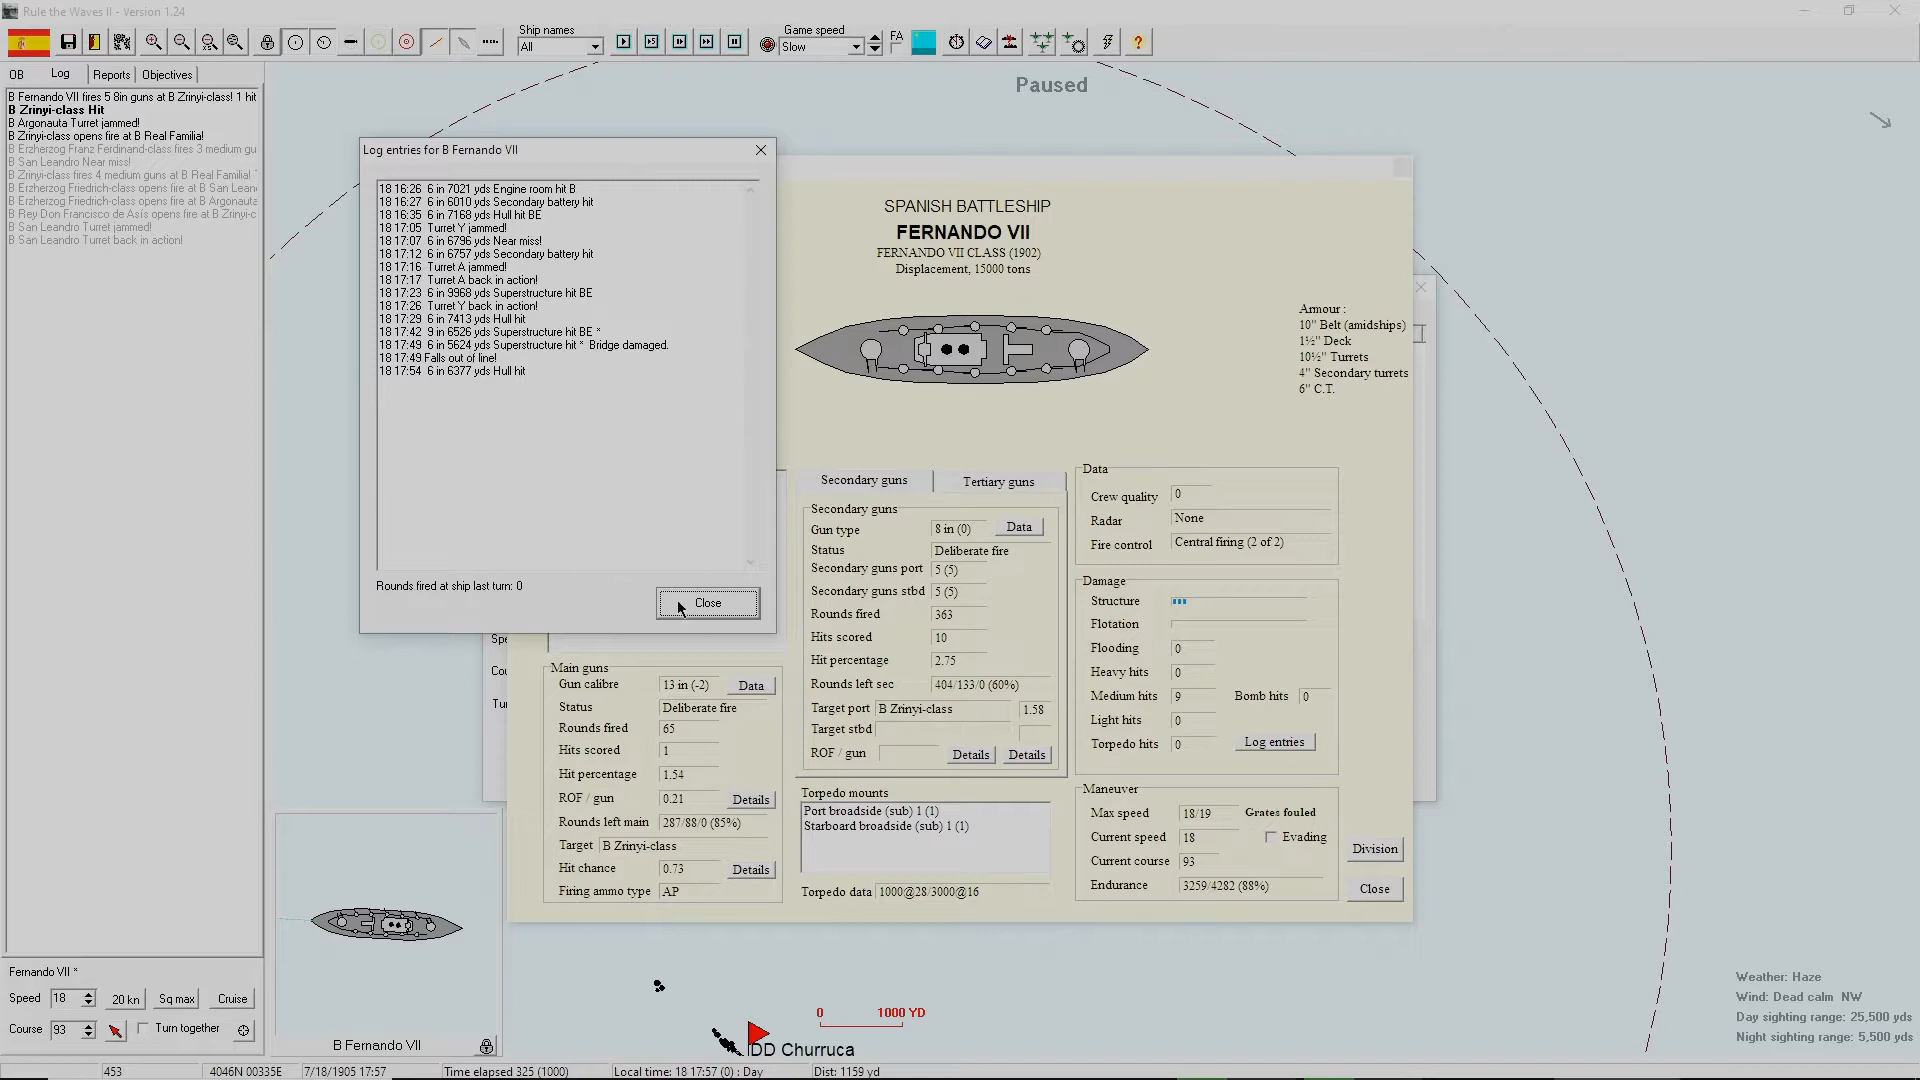 Rule the Waves II - Version 1.24
Ship names
All
Game speed
Slow
FA
OB
Log
Reports
Objectives
B Fernando VII fires 5 8in guns at B Zrinyi-class! 1 hit
B Zrinyi-class Hit
B Argonauta Turret jammed!
B Zrinyi-class opens fire at B Real Familia!
B Erzherzog Franz Ferdinand-class fires 3 medium gu
B San Leandro Near miss!
B Zrinyi-class fires 4 medium guns at B Real Familia!
B Erzherzog Friedrich-class opens fire at B San Lean
B Erzherzog Friedrich-class opens fire at B Argonauta
B Rey Don Francisco de Asís opens fire at B Zrinyi-c
B San Leandro Turret jammed!
B San Leandro Turret back in action!
Paused
Log entries for B Fernando VII
18 16:26 6 in 7021 yds Engine room hit B
18 16:27 6 in 6010 yds Secondary battery hit
18 16:35 6 in 7168 yds Hull hit BE
18 17:05 Turret Y jammed!
18 17:07 6 in 6796 yds Near miss!
18 17:12 6 in 6757 yds Secondary battery hit
18 17:16 Turret A jammed!
18 17:17 Turret A back in action!
18 17:23 6 in 9968 yds Superstructure hit BE
18 17:26 Turret Y back in action!
18 17:29 6 in 7413 yds Hull hit
18 17:42 9 in 6526 yds Superstructure hit BE *
18 17:49 6 in 5624 yds Superstructure hit * Bridge damaged.
18 17:49 Falls out of line!
18 17:54 6 in 6377 yds Hull hit
Rounds fired at ship last turn: 0
Close
SPANISH BATTLESHIP
FERNANDO VII
FERNANDO VII CLASS (1902)
Displacement, 15000 tons
Armour :
10" Belt (amidships)
1½" Deck
10½" Turrets
4" Secondary turrets
6" C.T.
Spe
Cou
Tur
Main guns
Gun calibre 13 in (-2) Data
Status Deliberate fire
Rounds fired 65
Hits scored 1
Hit percentage 1.54
ROF / gun 0.21 Details
Rounds left main 287/88/0 (85%)
Target B Zrinyi-class
Hit chance 0.73 Details
Firing ammo type AP
Secondary guns
Tertiary guns
Secondary guns
Gun type 8 in (0) Data
Status Deliberate fire
Secondary guns port 5 (5)
Secondary guns stbd 5 (5)
Rounds fired 363
Hits scored 10
Hit percentage 2.75
Rounds left sec 404/133/0 (60%)
Target port B Zrinyi-class 1.58
Target stbd
ROF / gun Details Details
Torpedo mounts
Port broadside (sub) 1 (1)
Starboard broadside (sub) 1 (1)
Torpedo data 1000@28/3000@16
Data
Crew quality 0
Radar None
Fire control Central firing (2 of 2)
Damage
Structure
Flotation
Flooding 0
Heavy hits 0
Medium hits 9 Bomb hits 0
Light hits 0
Torpedo hits 0 Log entries
Maneuver
Max speed 18/19 Grates fouled
Current speed 18 Evading
Current course 93
Endurance 3259/4282 (88%)
Division
Close
Fernando VII *
Speed 18 20 kn Sq max Cruise
Course 93 Turn together
B Fernando VII
0 1000 YD
DD Churruca
Weather: Haze
Wind: Dead calm NW
Day sighting range: 25,500 yds
Night sighting range: 5,500 yds
453
4046N 00335E
7/18/1905 17:57
Time elapsed 325 (1000)
Local time: 18 17:57 (0) : Day
Dist: 1159 yd